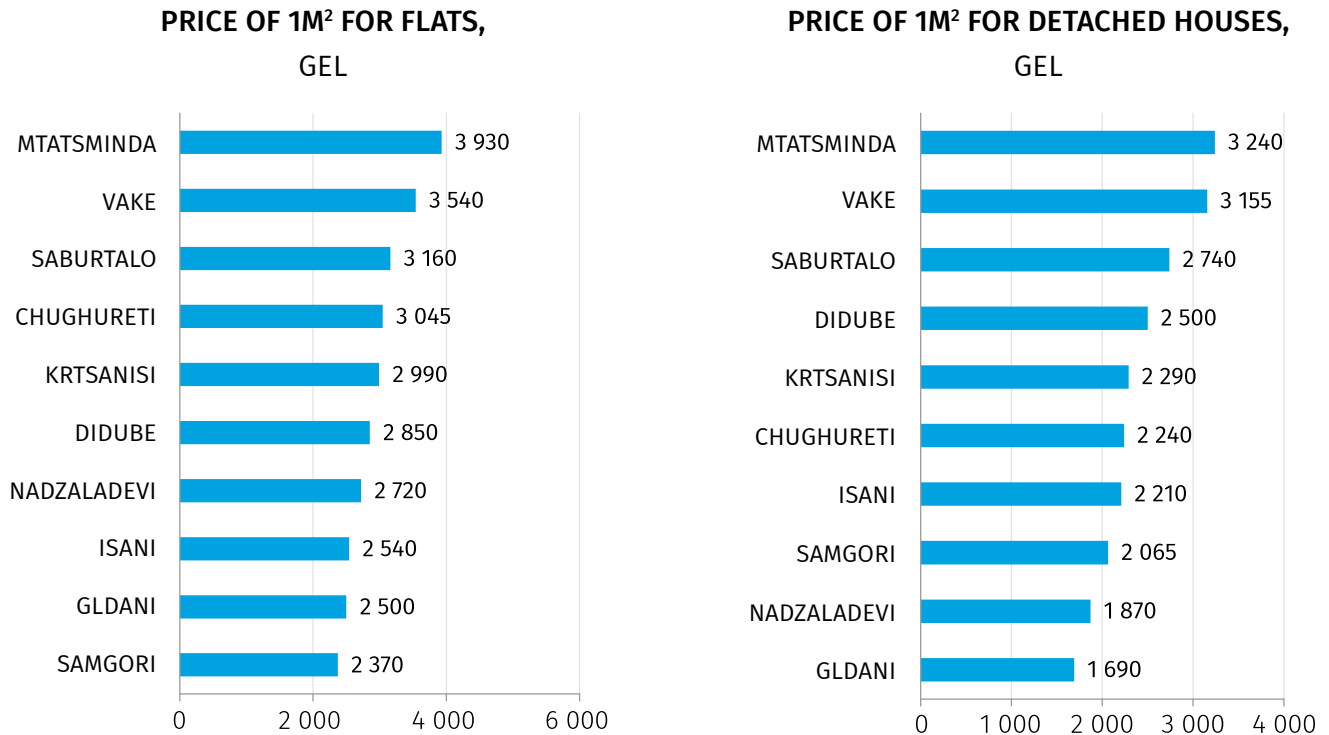 PRICE OF 1M² FOR FLATS,
GEL
MTATSMINDA 3 930
VAKE 3 540
SABURTALO 3 160
CHUGHURETI 3 045
KRTSANISI 2 990
DIDUBE 2 850
NADZALADEVI 2 720
ISANI 2 540
GLDANI 2 500
SAMGORI 2 370
0 2 000 4 000 6 000
PRICE OF 1M² FOR DETACHED HOUSES,
GEL
MTATSMINDA 3 240
VAKE 3 155
SABURTALO 2 740
DIDUBE 2 500
KRTSANISI 2 290
CHUGHURETI 2 240
ISANI 2 210
SAMGORI 2 065
NADZALADEVI 1 870
GLDANI 1 690
0 1 000 2 000 3 000 4 000